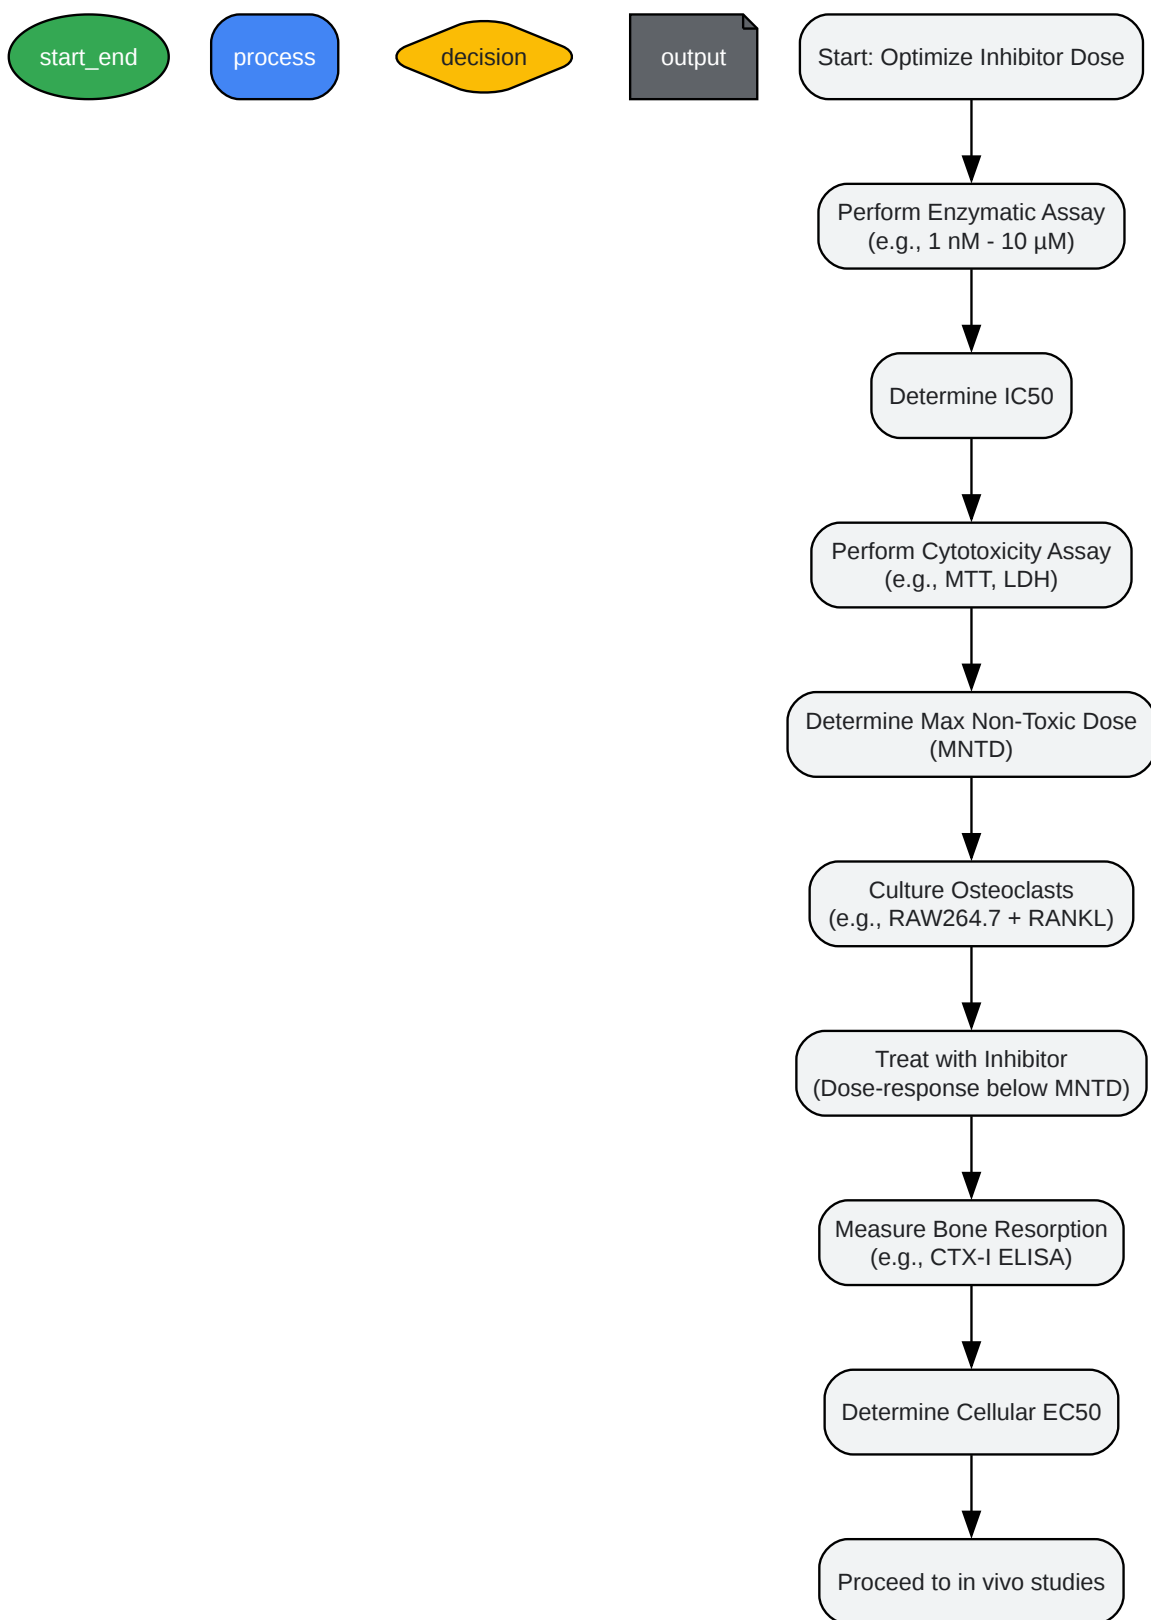 start_end
process
decision
output
Start: Optimize Inhibitor Dose
Perform Enzymatic Assay
(e.g., 1 nM - 10 µM)
Determine IC50
Perform Cytotoxicity Assay
(e.g., MTT, LDH)
Determine Max Non-Toxic Dose
(MNTD)
Culture Osteoclasts
(e.g., RAW264.7 + RANKL)
Treat with Inhibitor
(Dose-response below MNTD)
Measure Bone Resorption
(e.g., CTX-I ELISA)
Determine Cellular EC50
Proceed to in vivo studies